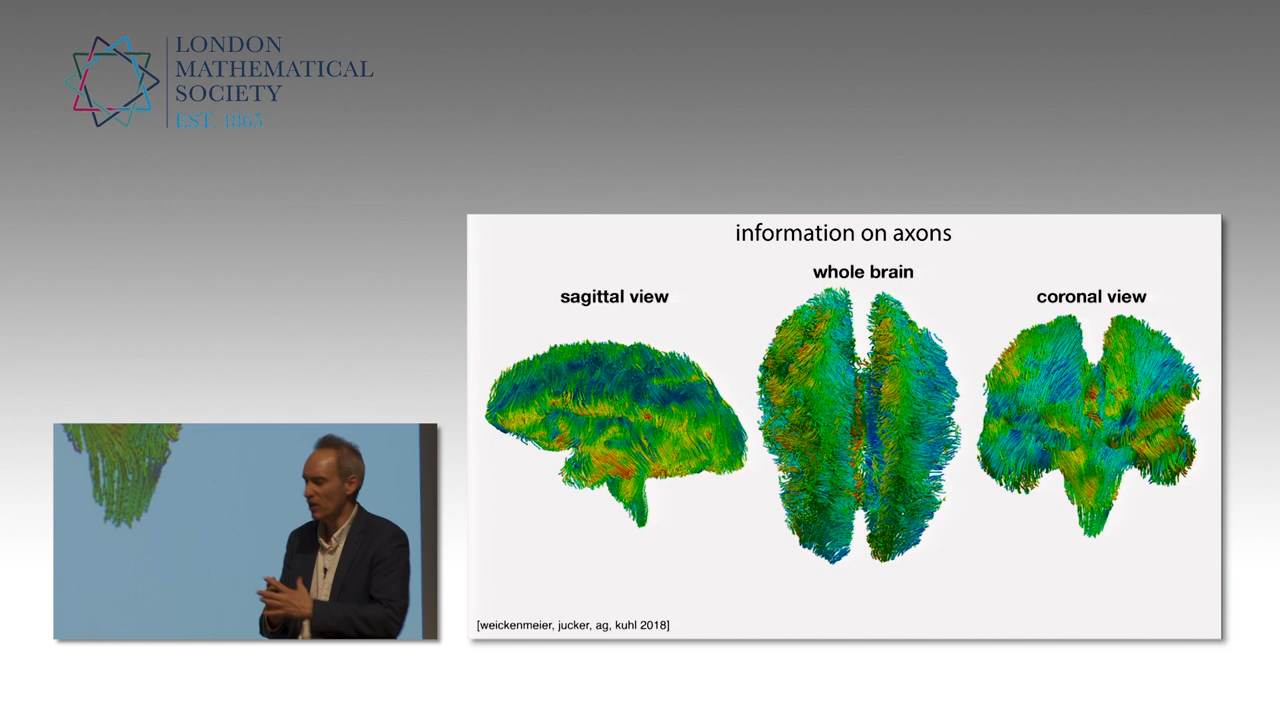 LONDON
MATHEMATICAL
SOCIETY
EST. 1865
information on axons
whole brain
sagittal view
coronal view
[weickenmeier, jucker, ag, kuhl 2018]